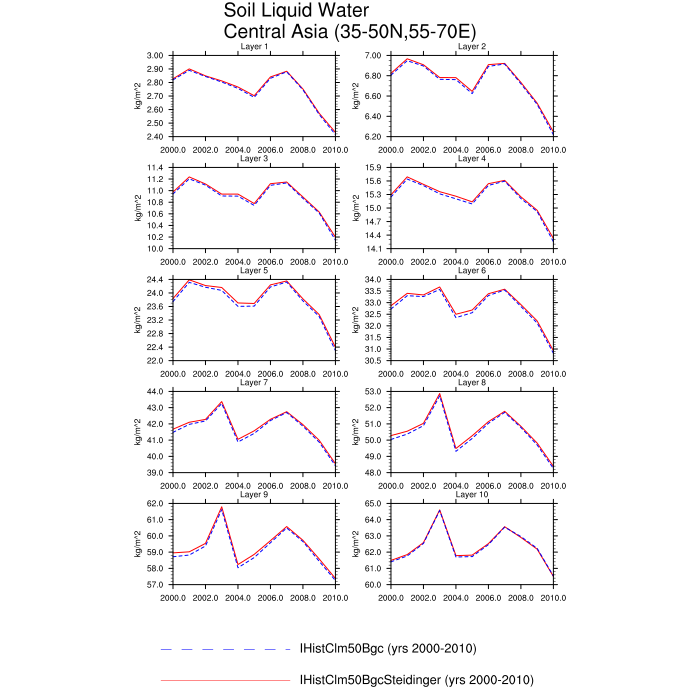 Soil Liquid Water
Central Asia (35-50N,55-70E)
Layer 1
Layer 2
3.00
2.90
2.80
2.70
2.60
2.50
2.40
kg/m^2
2000.0 2002.0 2004.0 2006.0 2008.0 2010.0
7.00
6.80
6.60
6.40
6.20
kg/m^2
2000.0 2002.0 2004.0 2006.0 2008.0 2010.0
Layer 3
Layer 4
11.4
11.2
11.0
10.8
10.6
10.4
10.2
10.0
kg/m^2
2000.0 2002.0 2004.0 2006.0 2008.0 2010.0
15.9
15.6
15.3
15.0
14.7
14.4
14.1
kg/m^2
2000.0 2002.0 2004.0 2006.0 2008.0 2010.0
Layer 5
Layer 6
24.4
24.0
23.6
23.2
22.8
22.4
22.0
kg/m^2
2000.0 2002.0 2004.0 2006.0 2008.0 2010.0
34.0
33.5
33.0
32.5
32.0
31.5
31.0
30.5
kg/m^2
2000.0 2002.0 2004.0 2006.0 2008.0 2010.0
Layer 7
Layer 8
44.0
43.0
42.0
41.0
40.0
39.0
kg/m^2
2000.0 2002.0 2004.0 2006.0 2008.0 2010.0
53.0
52.0
51.0
50.0
49.0
48.0
kg/m^2
2000.0 2002.0 2004.0 2006.0 2008.0 2010.0
Layer 9
Layer 10
62.0
61.0
60.0
59.0
58.0
57.0
kg/m^2
2000.0 2002.0 2004.0 2006.0 2008.0 2010.0
65.0
64.0
63.0
62.0
61.0
60.0
kg/m^2
2000.0 2002.0 2004.0 2006.0 2008.0 2010.0
IHistClm50Bgc (yrs 2000-2010)
IHistClm50BgcSteidinger (yrs 2000-2010)